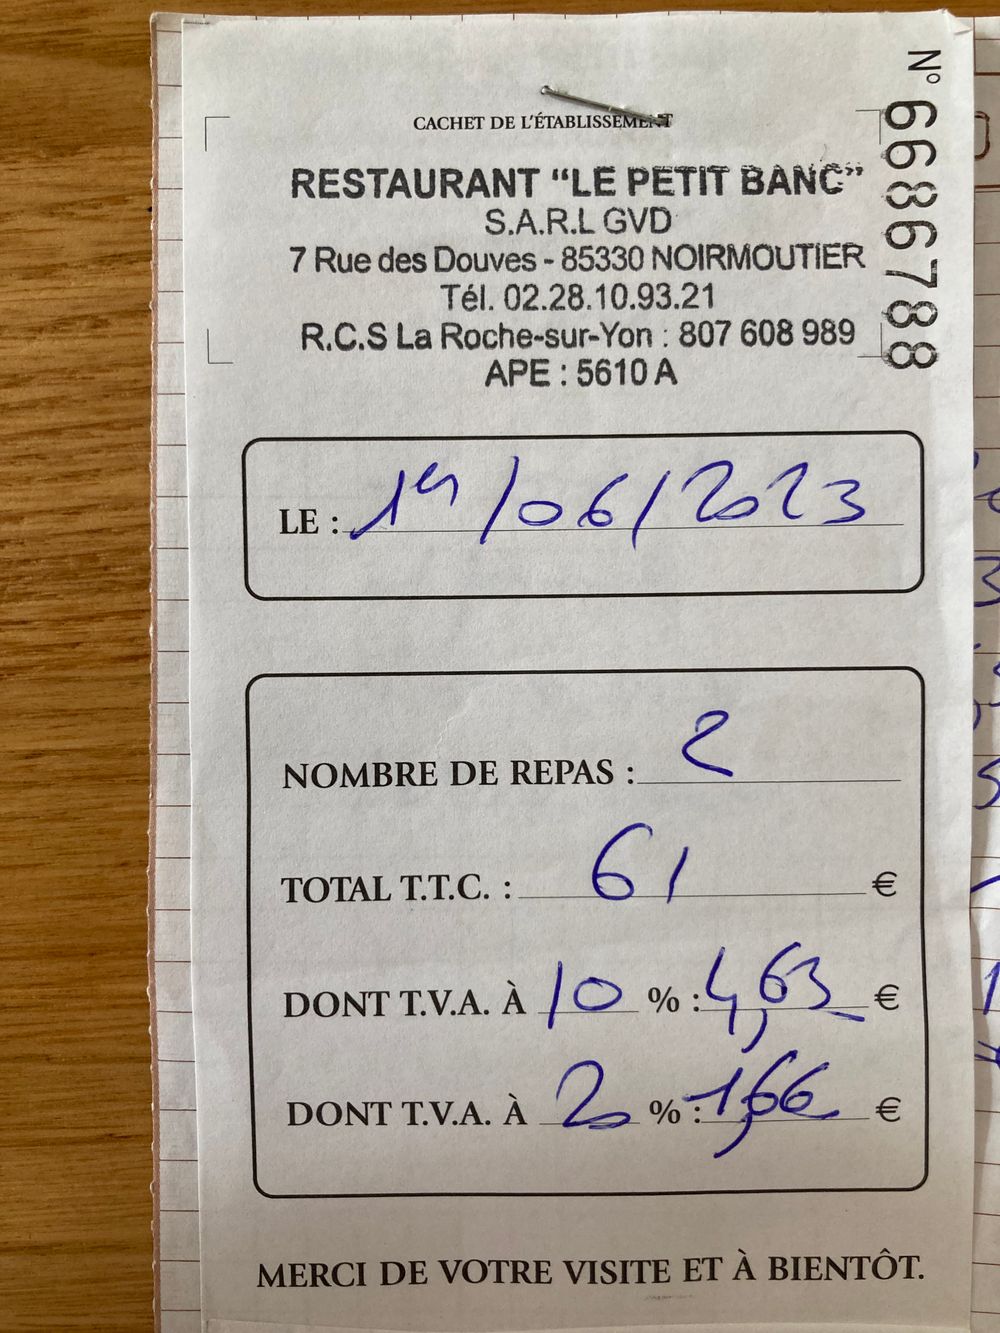 N° 6686788
CACHET DE L'ÉTABLISSEMENT
RESTAURANT “LE PETIT BANC”
S.A.R.L GVD
7 Rue des Douves - 85330 NOIRMOUTIER
Tél. 02.28.10.93.21
R.C.S La Roche-sur-Yon : 807 608 989
APE : 5610 A
LE : 1er/06/2023
NOMBRE DE REPAS : 2
TOTAL T.T.C. : 61 €
DONT T.V.A. À 10 % : 4,63 €
DONT T.V.A. À 20 % : 1,66 €
MERCI DE VOTRE VISITE ET À BIENTÔT.